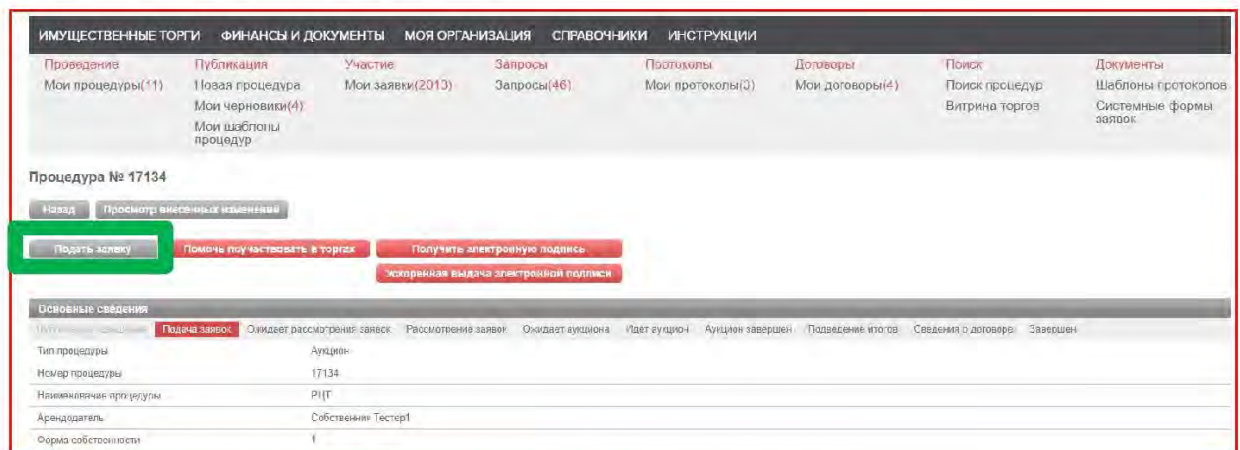 ИМУЩЕСТВЕННЫЕ ТОРГИ ФИНАНСЫ И ДОКУМЕНТЫ МОЯ ОРГАНИЗАЦИЯ СПРАВОЧНИКИ ИНСТРУКЦИИ
Проведение Публикация Участие Запросы Протоколы Договоры Поиск Документы
Мои процедуры(11) Новая процедура Мои заявки(2013) Запросы(46) Мои протоколы(3) Мои договоры(4) Поиск процедур Шаблоны протоколов
Мои черновики(4) Витрина торгов Системные формы
Мои шаблоны заявок
процедур
Процедура № 17134
Назад Просмотр внесенных изменений
Подать заявку Помочь поучаствовать в торгах Получить электронную подпись
Ускоренная выдача электронной подписи
Основные сведения
Подача заявок Ожидает рассмотрения заявок Рассмотрение заявок Ожидает аукциона Идет аукцион Аукцион завершен Подведение итогов Сведения о договоре Завершен
Тип процедуры Аукцион
Номер процедуры 17134
Наименование процедуры
Арендодатель Собственник Тестер1
Форма собственности 1